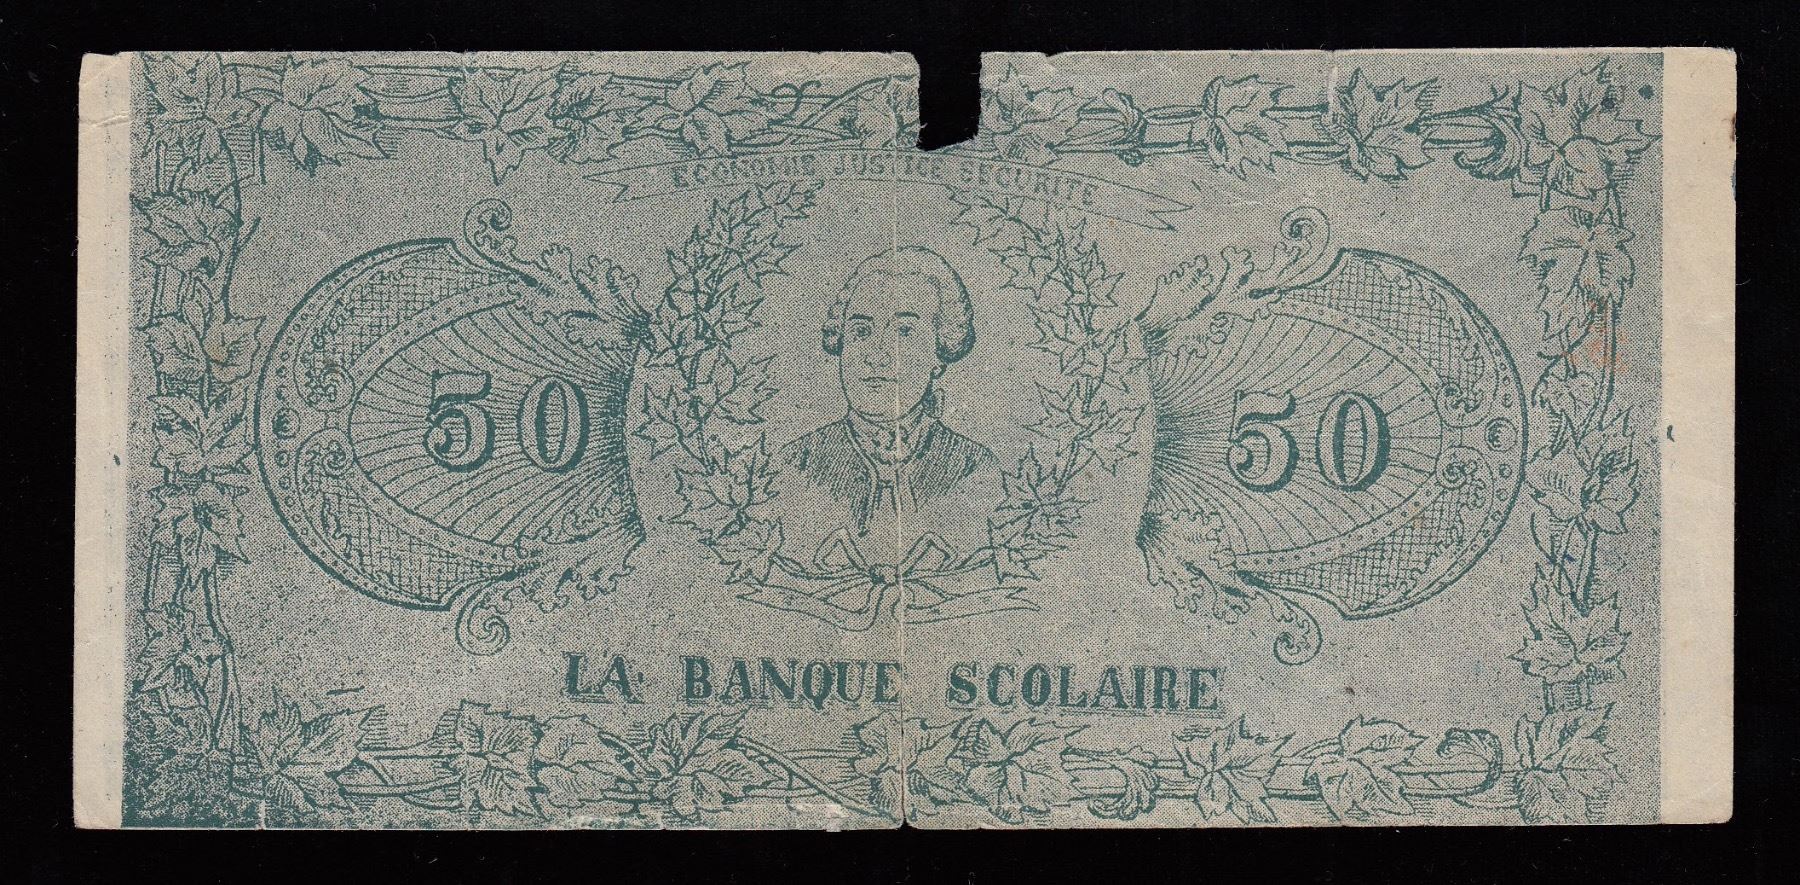 ECONOMIE JUSTICE SECURITE
50 50
LA BANQUE SCOLAIRE